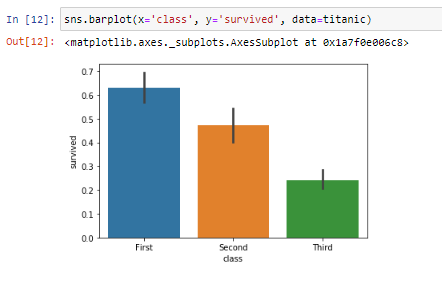 In [12]: sns.barplot(x='class', y='survived', data=titanic)
Out[12]: <matplotlib.axes._subplots.AxesSubplot at 0x1a7f0e006c8>
0.7
0.6
0.5
0.4
0.3
0.2
0.1
0.0
survived
First Second Third
class